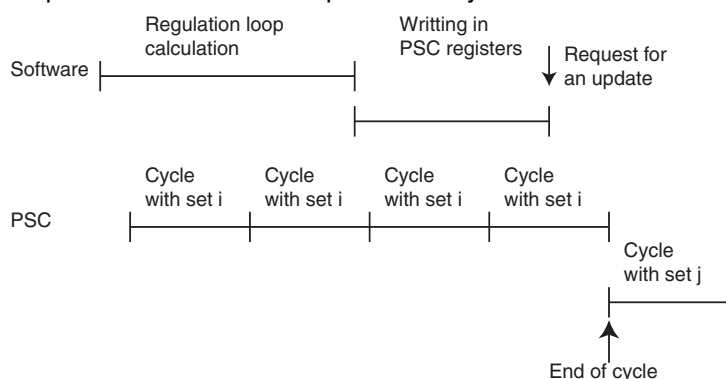 Regulation loop
calculation
Writting in
PSC registers
Request for
an update
Software
Cycle
with set i
Cycle
with set i
Cycle
with set i
Cycle
with set i
PSC
Cycle
with set j
End of cycle